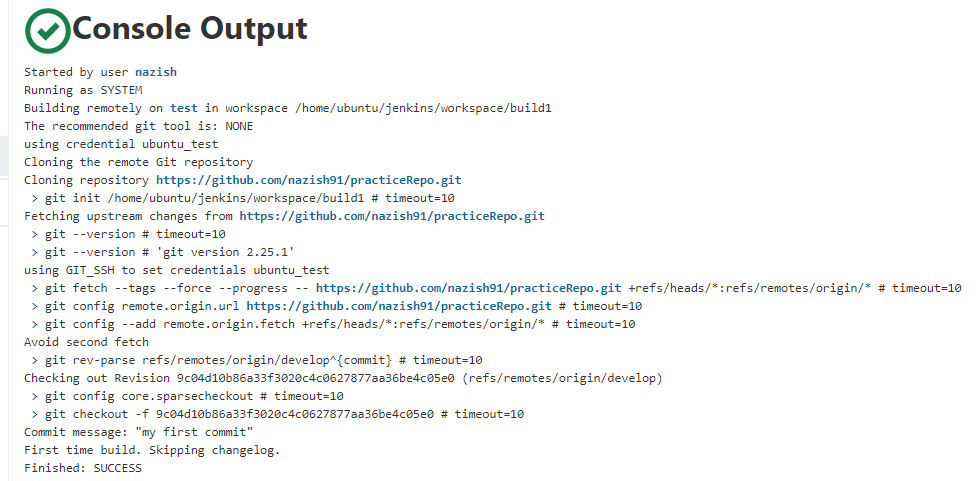 Console Output
Started by user nazish
Running as SYSTEM
Building remotely on test in workspace /home/ubuntu/jenkins/workspace/build1
The recommended git tool is: NONE
using credential ubuntu_test
Cloning the remote Git repository
Cloning repository https://github.com/nazish91/practiceRepo.git
 > git init /home/ubuntu/jenkins/workspace/build1 # timeout=10
Fetching upstream changes from https://github.com/nazish91/practiceRepo.git
 > git --version # timeout=10
 > git --version # 'git version 2.25.1'
using GIT_SSH to set credentials ubuntu_test
 > git fetch --tags --force --progress -- https://github.com/nazish91/practiceRepo.git +refs/heads/*:refs/remotes/origin/* # timeout=10
 > git config remote.origin.url https://github.com/nazish91/practiceRepo.git # timeout=10
 > git config --add remote.origin.fetch +refs/heads/*:refs/remotes/origin/* # timeout=10
Avoid second fetch
 > git rev-parse refs/remotes/origin/develop^{commit} # timeout=10
Checking out Revision 9c04d10b86a33f3020c4c0627877aa36be4c05e0 (refs/remotes/origin/develop)
 > git config core.sparsecheckout # timeout=10
 > git checkout -f 9c04d10b86a33f3020c4c0627877aa36be4c05e0 # timeout=10
Commit message: "my first commit"
First time build. Skipping changelog.
Finished: SUCCESS